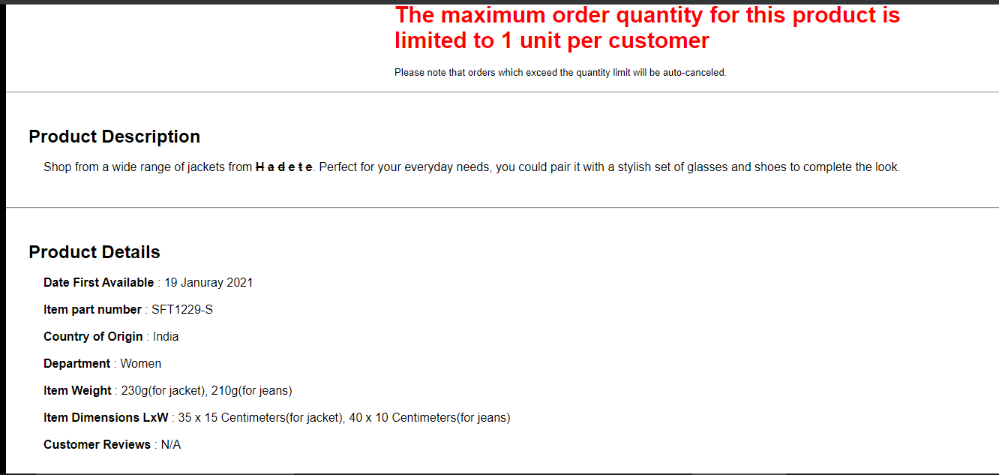 The maximum order quantity for this product is
limited to 1 unit per customer
Please note that orders which exceed the quantity limit will be auto-canceled.
Product Description
Shop from a wide range of jackets from H a d e t e. Perfect for your everyday needs, you could pair it with a stylish set of glasses and shoes to complete the look.
Product Details
Date First Available : 19 Januray 2021
Item part number : SFT1229-S
Country of Origin : India
Department : Women
Item Weight : 230g(for jacket), 210g(for jeans)
Item Dimensions LxW : 35 x 15 Centimeters(for jacket), 40 x 10 Centimeters(for jeans)
Customer Reviews : N/A